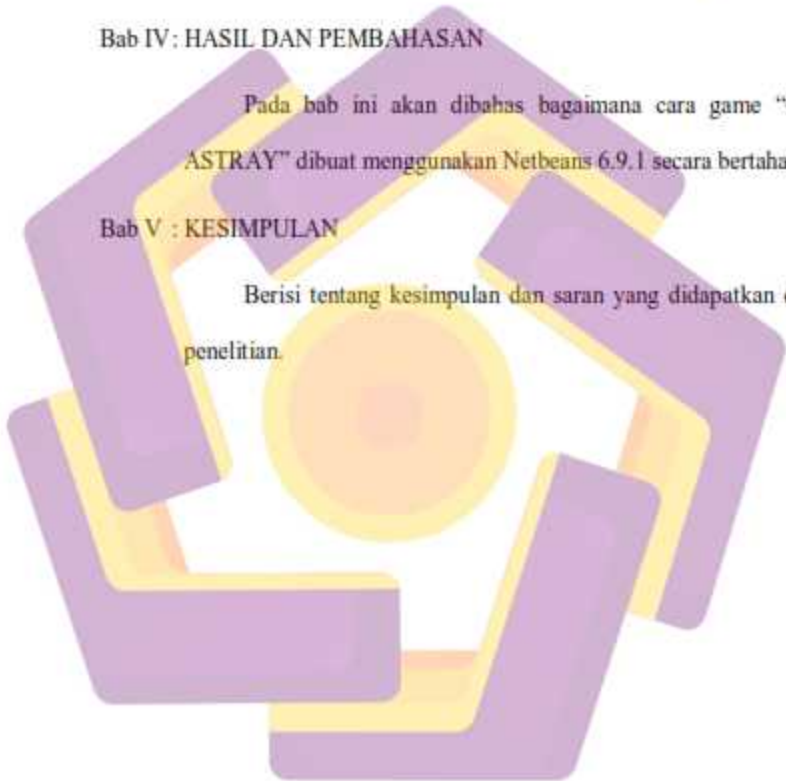 Bab IV : HASIL DAN PEMBAHASAN
Pada bab ini akan dibahas bagaimana cara game “
ASTRAY” dibuat menggunakan Netbeans 6.9.1 secara
Bab V : KESIMPULAN
Berisi tentang kesimpulan dan saran yang didapatkan
penelitian.